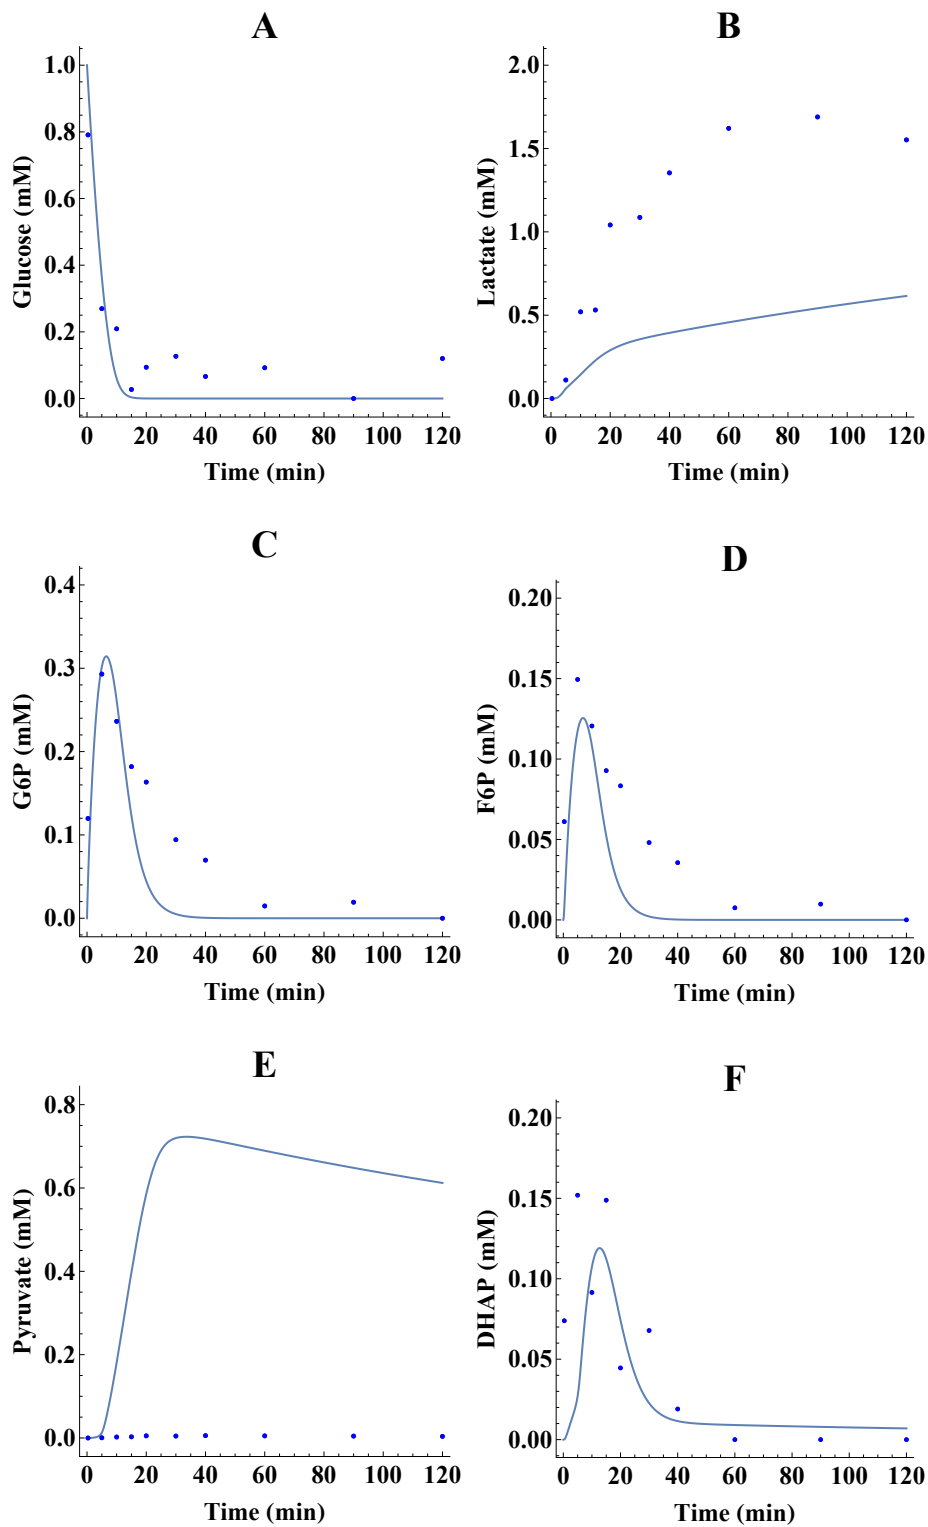 A
Glucose (mM)
1.0
0.8
0.6
0.4
0.2
0.0
0 20 40 60 80 100 120
Time (min)
B
Lactate (mM)
2.0
1.5
1.0
0.5
0.0
0 20 40 60 80 100 120
Time (min)
C
G6P (mM)
0.4
0.3
0.2
0.1
0.0
0 20 40 60 80 100 120
Time (min)
D
F6P (mM)
0.20
0.15
0.10
0.05
0.00
0 20 40 60 80 100 120
Time (min)
E
Pyruvate (mM)
0.8
0.6
0.4
0.2
0.0
0 20 40 60 80 100 120
Time (min)
F
DHAP (mM)
0.20
0.15
0.10
0.05
0.00
0 20 40 60 80 100 120
Time (min)